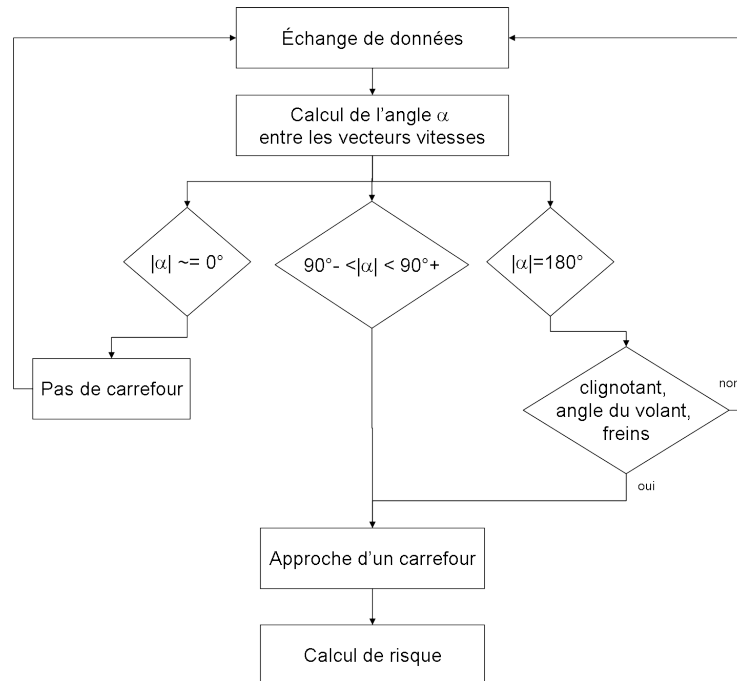 Échange de données
Calcul de l'angle α
entre les vecteurs vitesses
|α| ~= 0°
90°- <|α| < 90°+
|α|=180°
Pas de carrefour
clignotant,
angle du volant,
freins
non
oui
Approche d'un carrefour
Calcul de risque